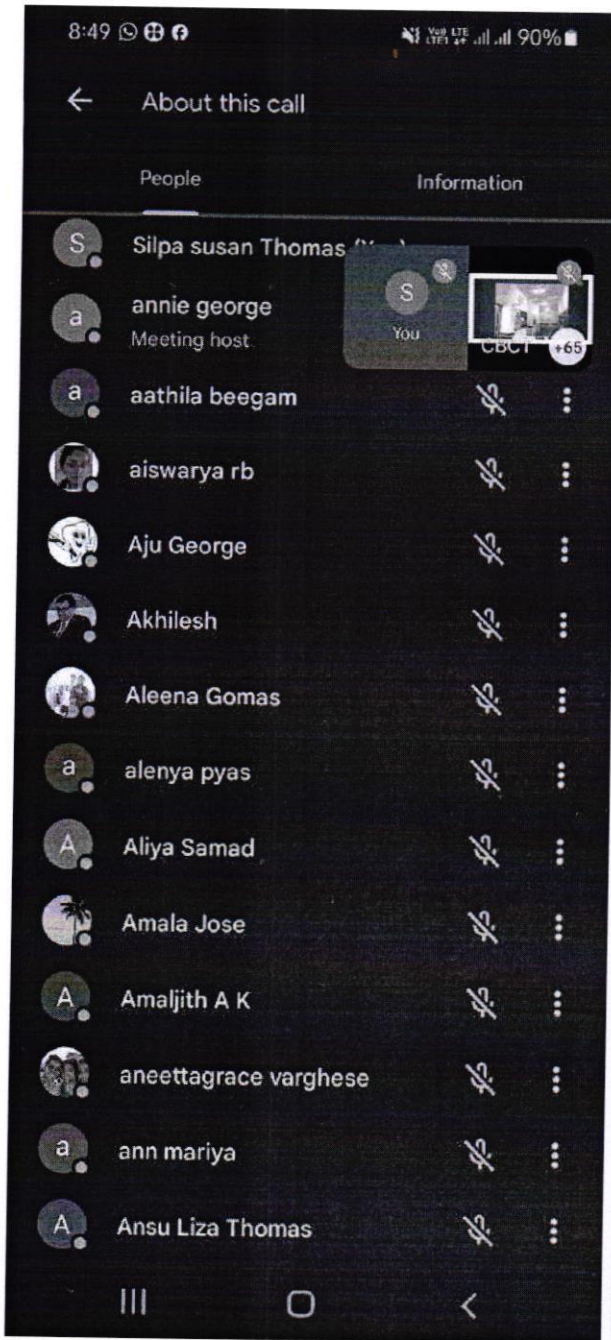 8:49 90%
About this call
People Information
S Silpa susan Thomas
S
You
CBCT +65
a annie george
Meeting host
a aathila beegam
aiswarya rb
Aju George
Akhilesh
Aleena Gomas
a alenya pyas
A Aliya Samad
Amala Jose
A Amaljith A K
aneettagrace varghese
a ann mariya
A Ansu Liza Thomas